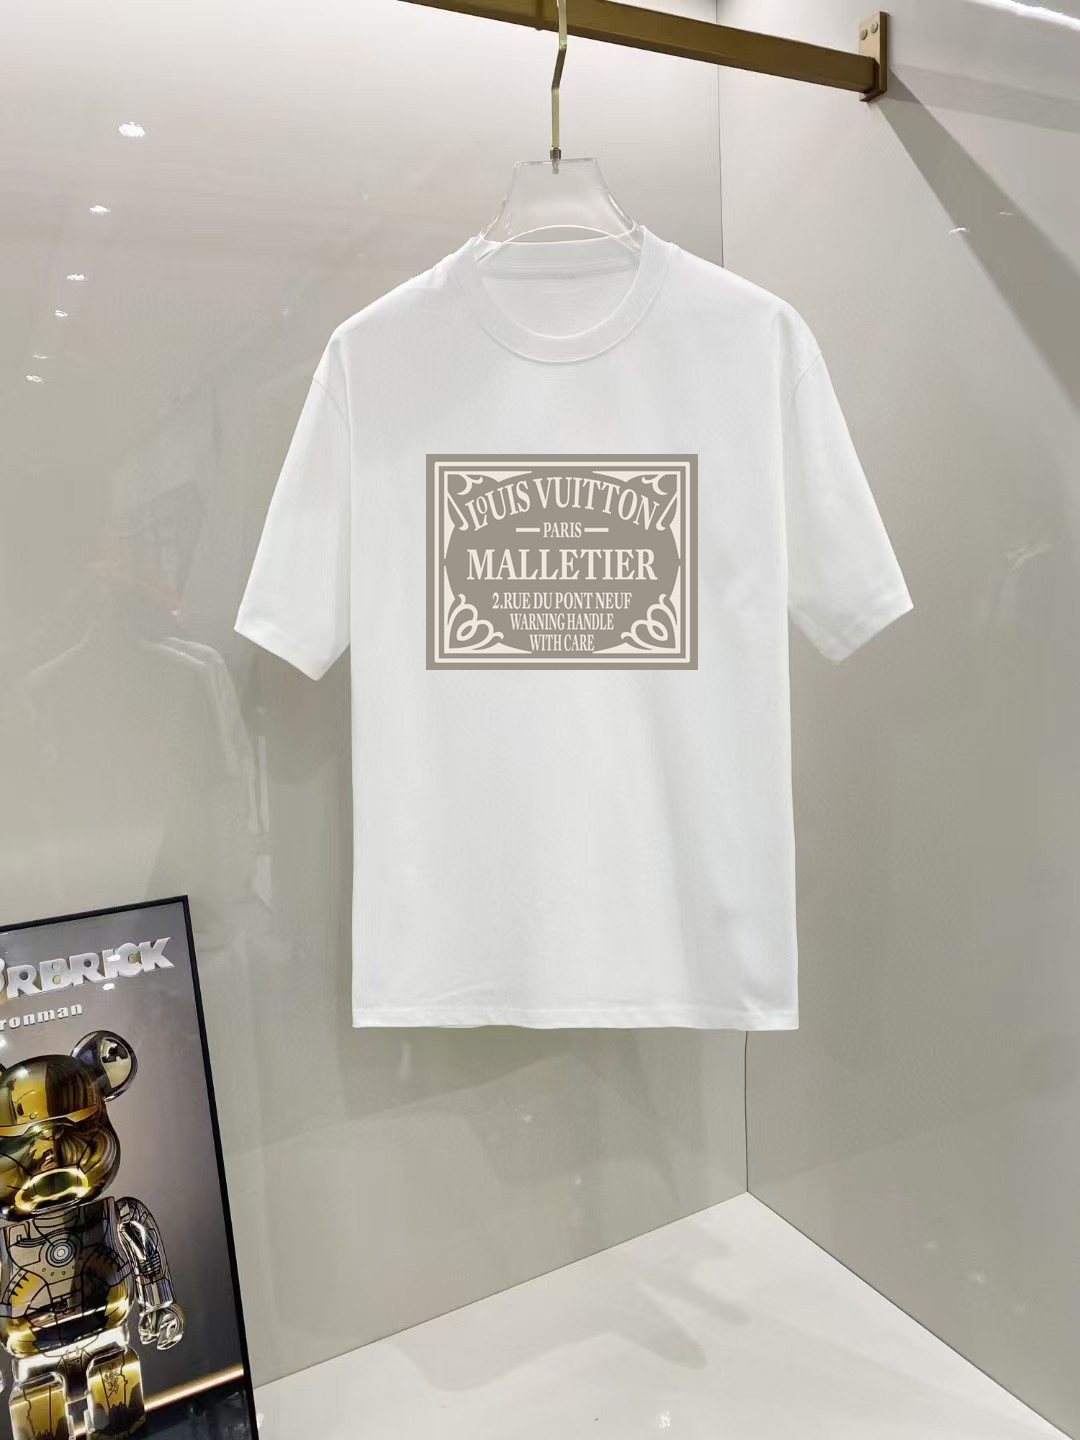 LOUIS VUITTON
PARIS
MALLETIER
2.RUE DU PONT NEUF
WARNING HANDLE
WITH CARE
RBRICK
ronman